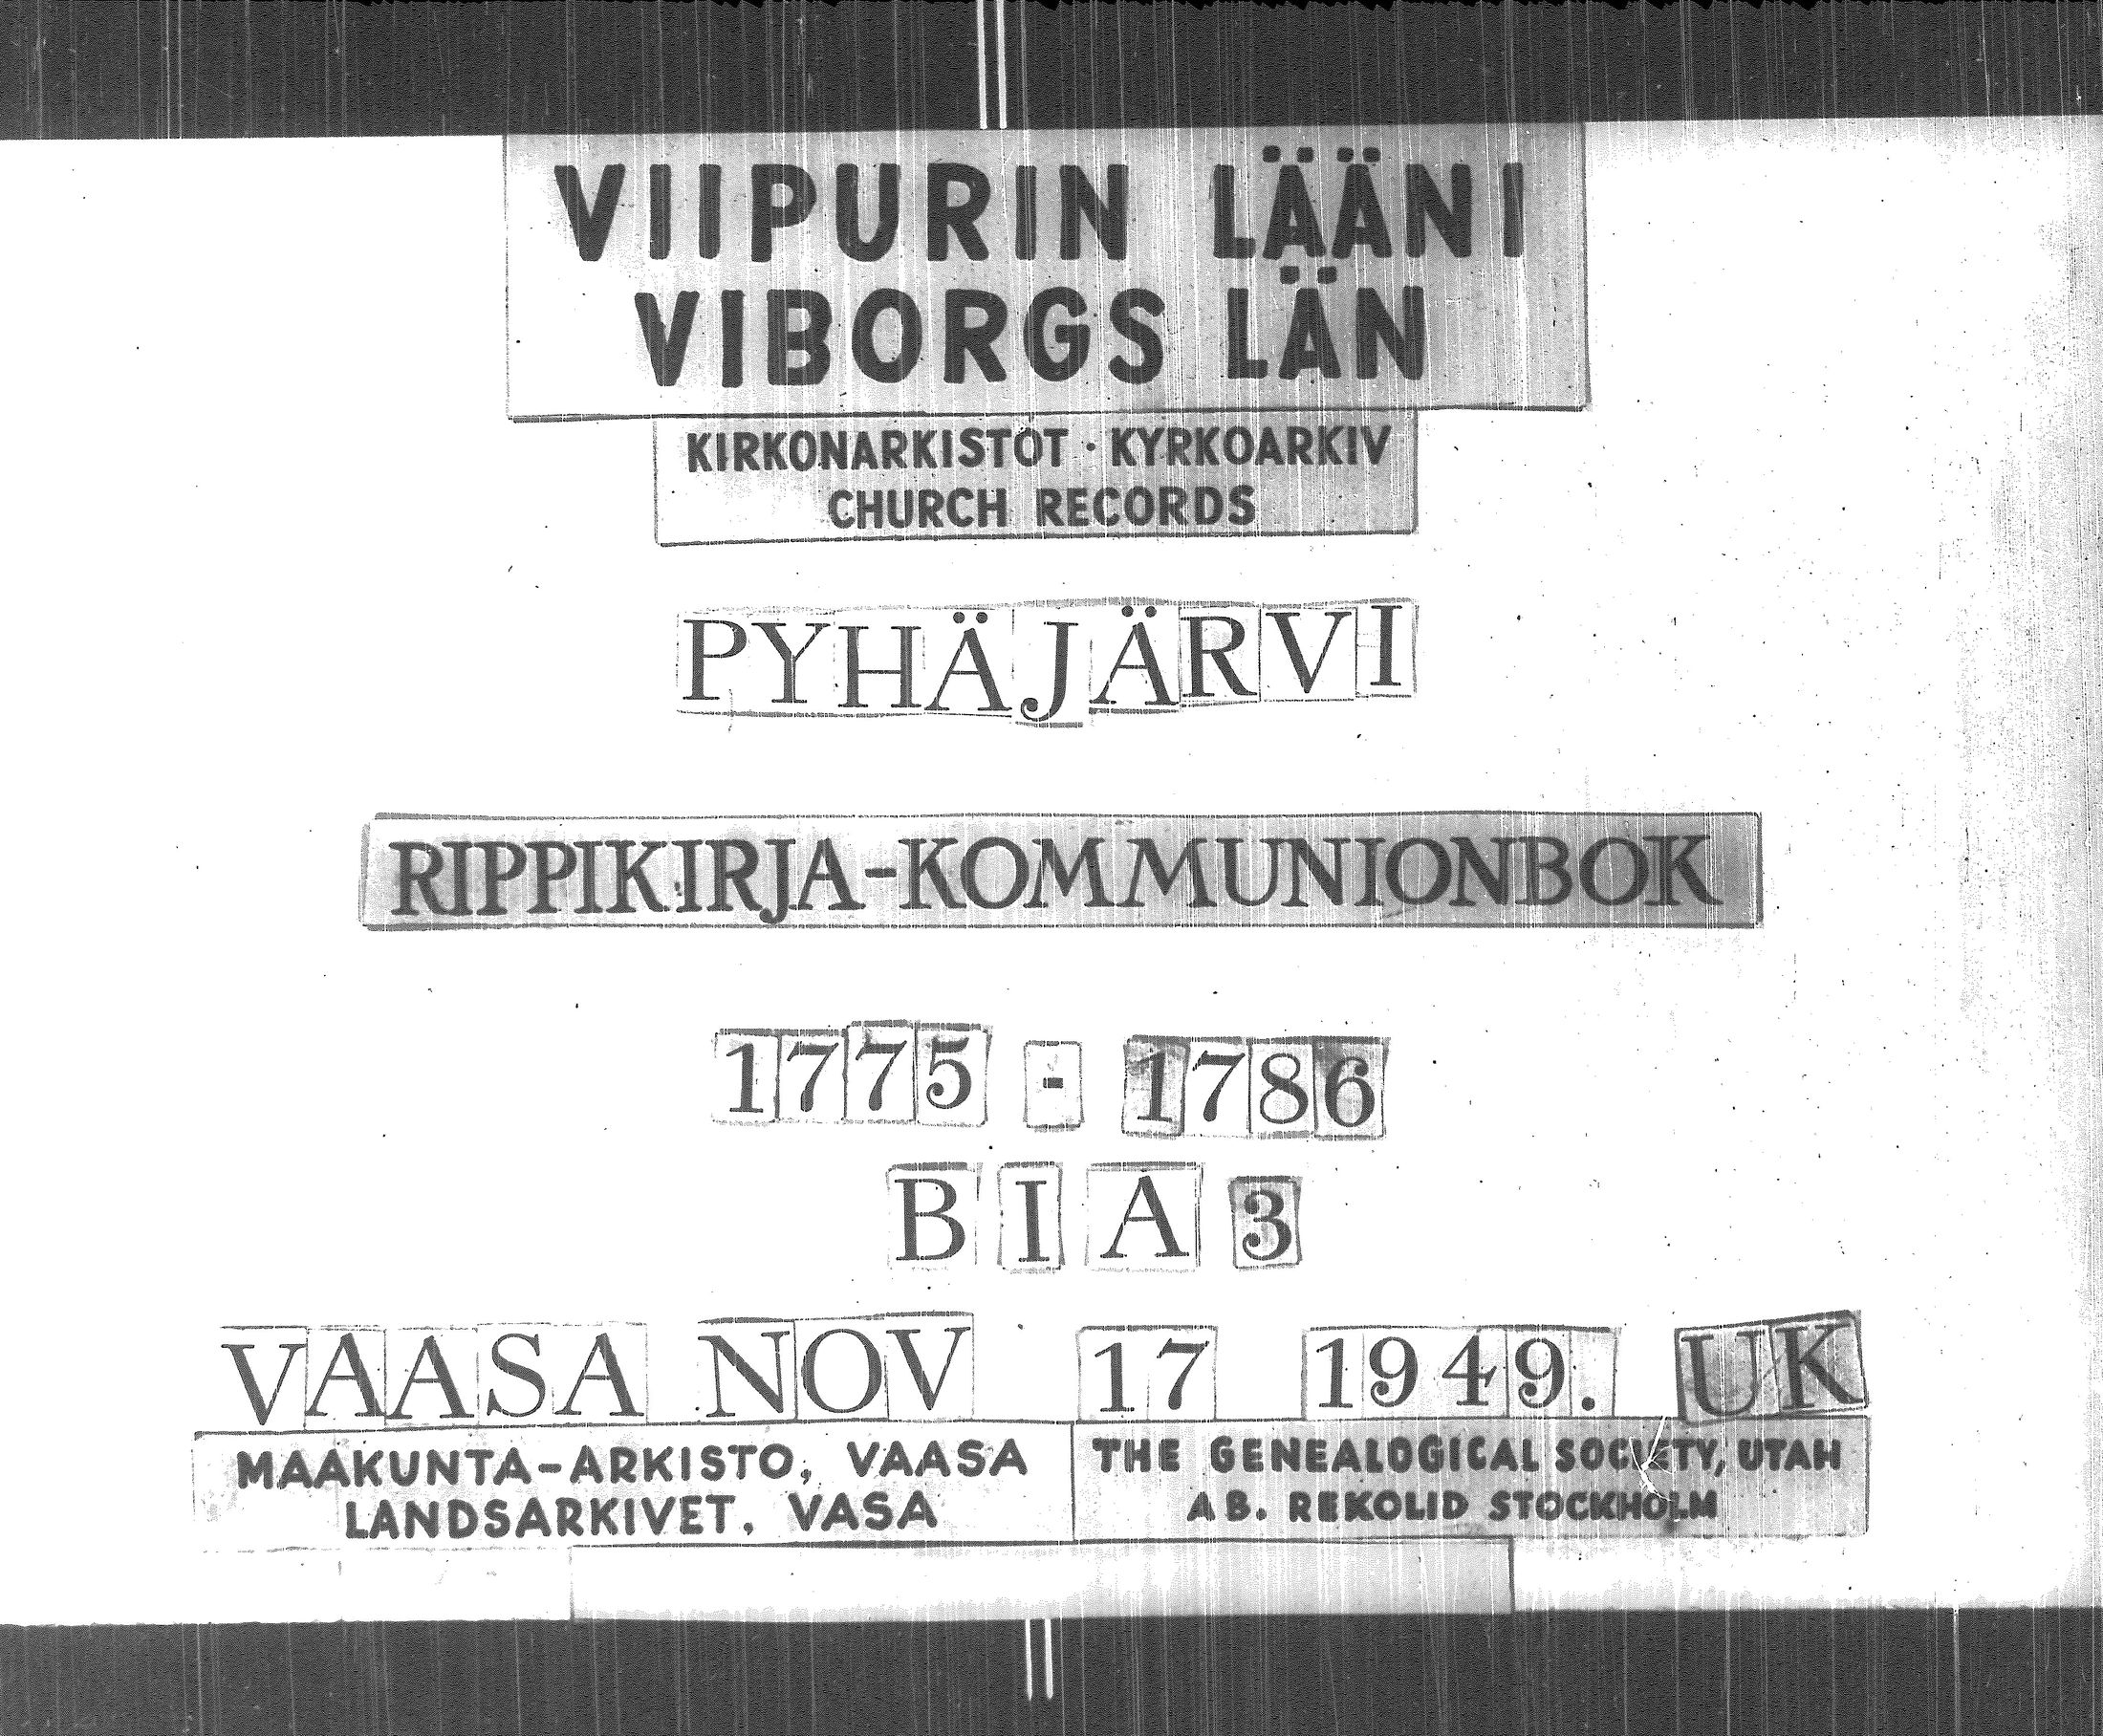 VIIPURIN LÄÄNI
VIBORGS LÄN
KIRKONARKISTOT · KYRKOARKIV
CHURCH RECORDS
PYHÄJÄRVI
RIPPIKIRJA-KOMMUNIONBOK
1775 - 1786
B I A 3
VAASA NOV 17 1949. UK
MAAKUNTA-ARKISTO, VAASA
LANDSARKIVET, VASA
THE GENEALOGICAL SOCIETY, UTAH
AB. REKOLID STOCKHOLM